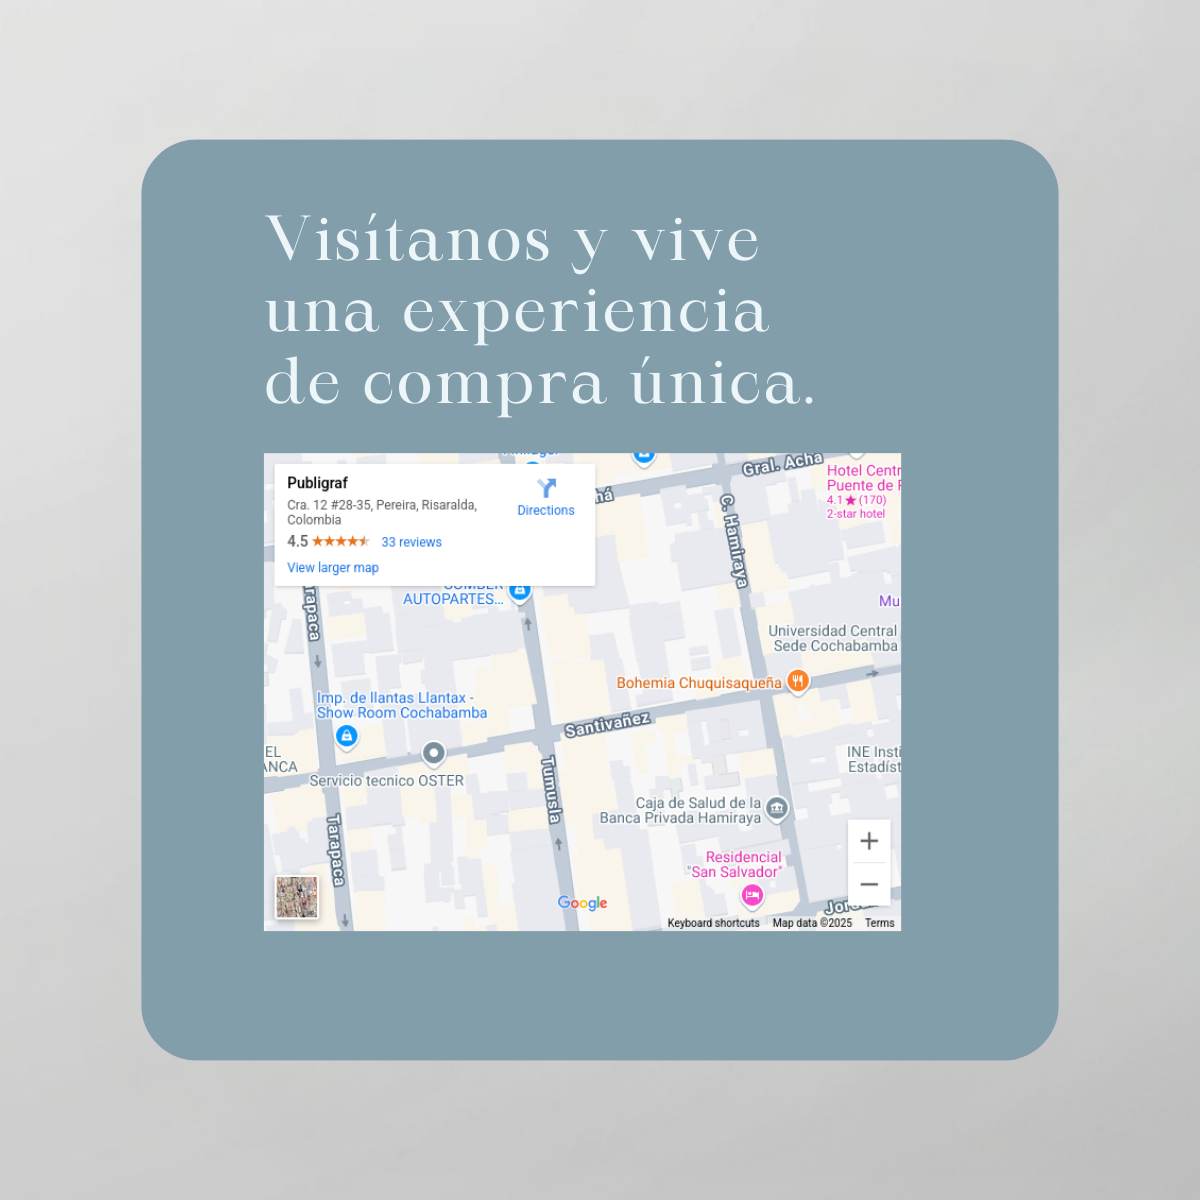 Visítanos y vive
una experiencia
de compra única.
Publigraf
Cra. 12 #28-35, Pereira, Risaralda,
Colombia
Directions
4.5
33 reviews
View larger map
Gral. Acha
Hotel Centr
Puente de
4.1★(170)
2-star hotel
C. Hamiraya
AUTOPARTES...
Mu
Universidad Central
Sede Cochabamba
Bohemia Chuquisaqueña
Imp. de llantas Llantax -
Show Room Cochabamba
Santivañez
EL
ANCA
Servicio tecnico OSTER
INE Insti
Estadíst
Tumusla
Caja de Salud de la
Banca Privada Hamiraya
Tarapaca
Residencial
"San Salvador"
Google
Keyboard shortcuts
Map data ©2025
Terms